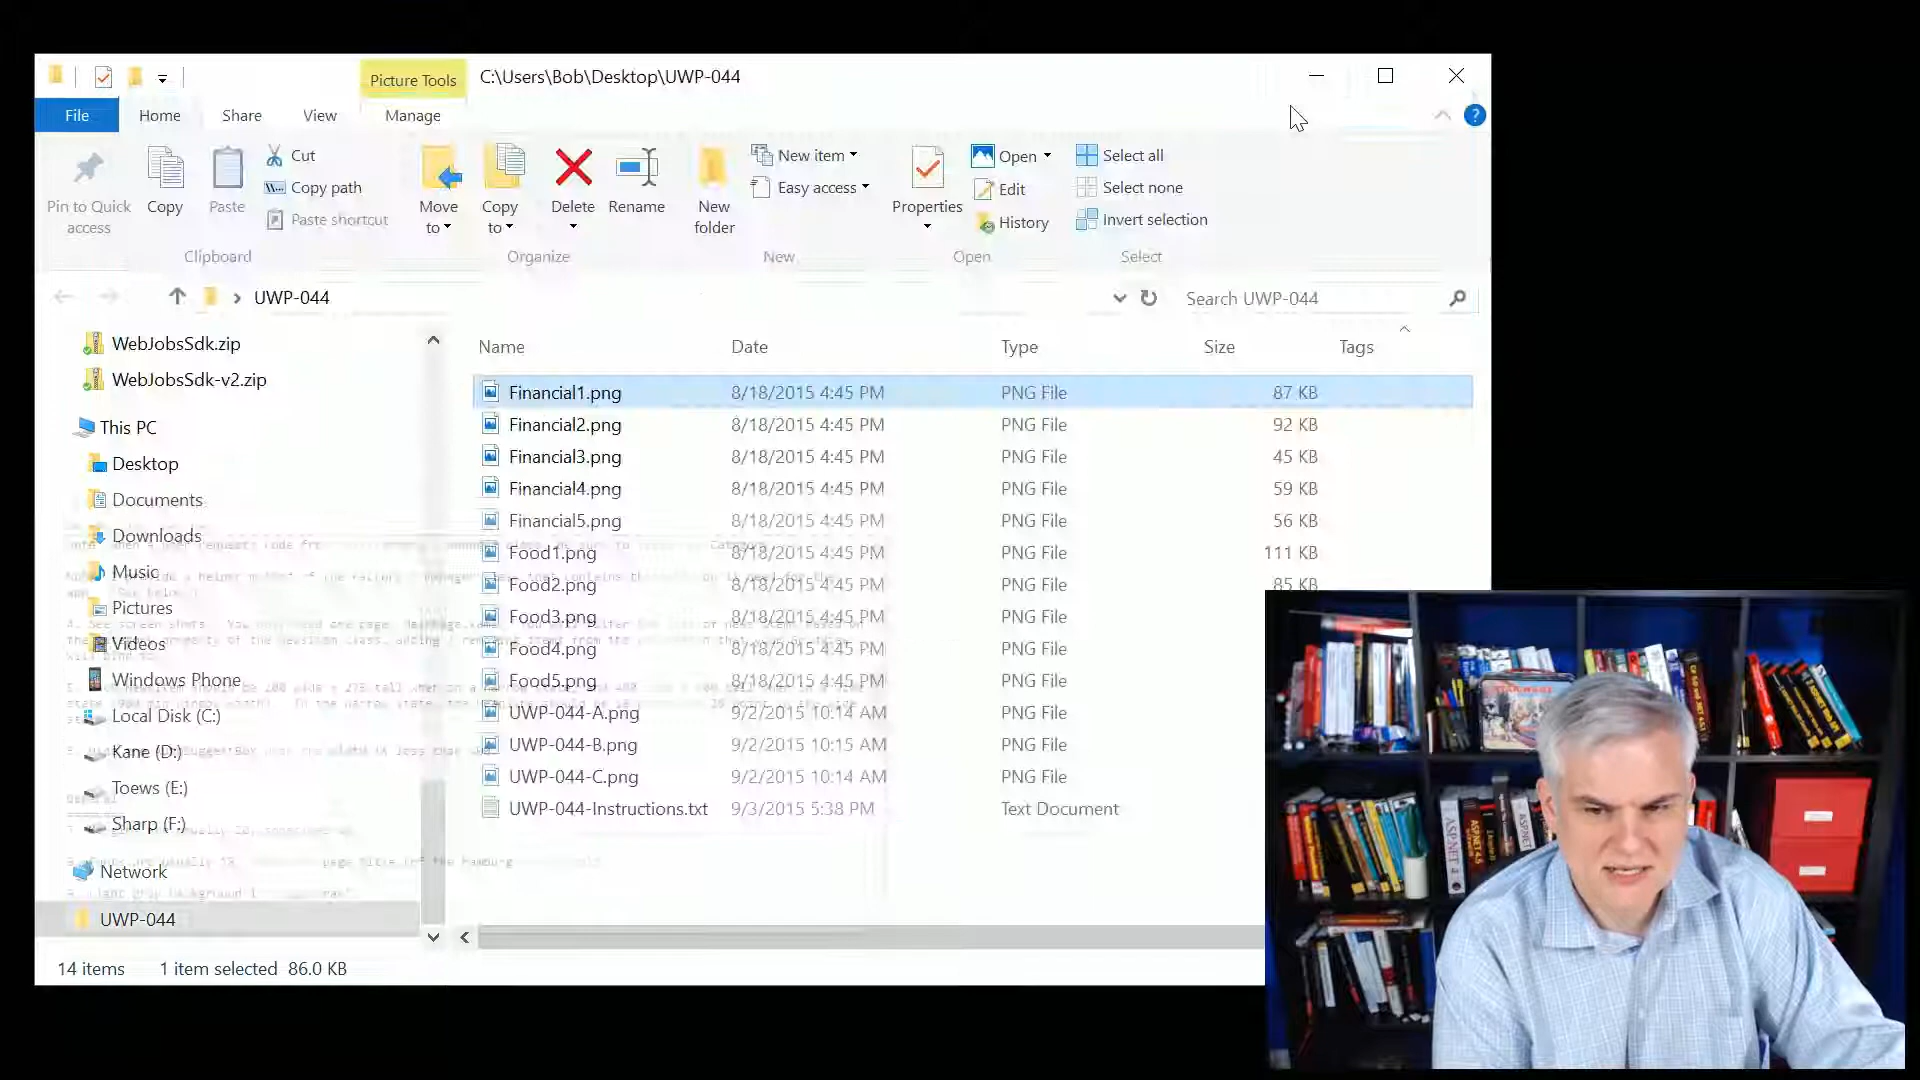 Picture Tools
C:\Users\Bob\Desktop\UWP-044
File
Home
Share
View
Manage
?
Pin to Quick access
Copy
Paste
Cut
Copy path
Paste shortcut
Clipboard
Move to
Copy to
Delete
Rename
Organize
New folder
New item
Easy access
New
Properties
Open
Edit
History
Open
Select all
Select none
Invert selection
Select
UWP-044
Search UWP-044
WebJobsSdk.zip
WebJobsSdk-v2.zip
This PC
Desktop
Documents
Downloads
Music
Pictures
Videos
Windows Phone
Local Disk (C:)
Kane (D:)
Toews (E:)
Sharp (F:)
Network
UWP-044
Name Date Type Size Tags
Financial1.png 8/18/2015 4:45 PM PNG File 87 KB
Financial2.png 8/18/2015 4:45 PM PNG File 92 KB
Financial3.png 8/18/2015 4:45 PM PNG File 45 KB
Financial4.png 8/18/2015 4:45 PM PNG File 59 KB
Financial5.png 8/18/2015 4:45 PM PNG File 56 KB
Food1.png 8/18/2015 4:45 PM PNG File 111 KB
Food2.png 8/18/2015 4:45 PM PNG File 85 KB
Food3.png 8/18/2015 4:45 PM PNG File
Food4.png 8/18/2015 4:45 PM PNG File
Food5.png 8/18/2015 4:45 PM PNG File
UWP-044-A.png 9/2/2015 10:14 AM PNG File
UWP-044-B.png 9/2/2015 10:15 AM PNG File
UWP-044-C.png 9/2/2015 10:14 AM PNG File
UWP-044-Instructions.txt 9/3/2015 5:38 PM Text Document
14 items 1 item selected 86.0 KB
STAR WARS
ASP.NET
ASP.NET 4.5